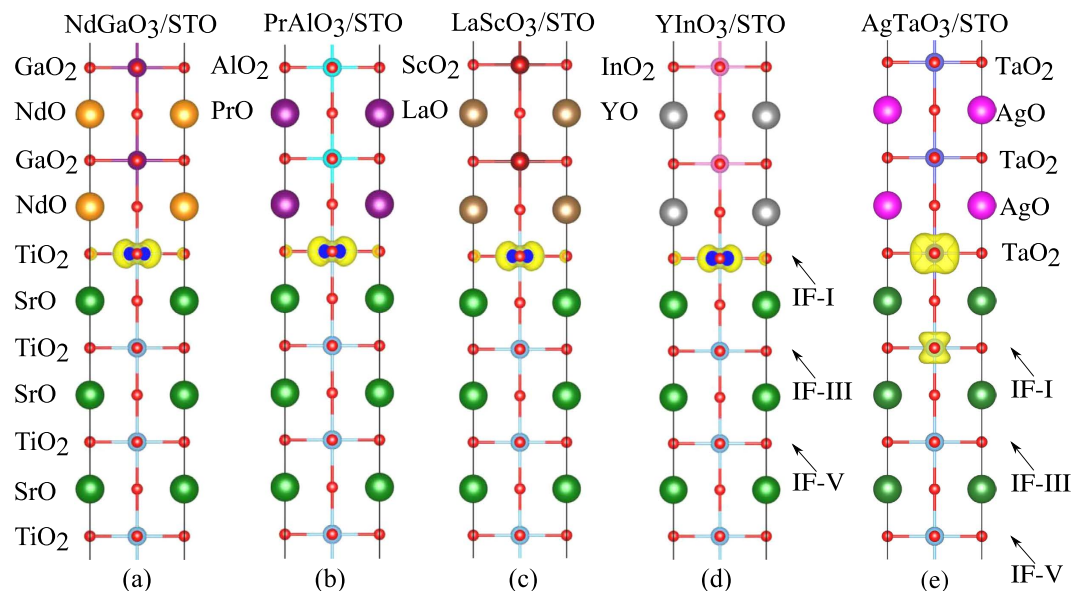 NdGaO3/STO PrAlO3/STO LaScO3/STO YInO3/STO AgTaO3/STO
GaO2 AlO2 ScO2 InO2 TaO2
NdO PrO LaO YO AgO
GaO2 TaO2
NdO AgO
TiO2 TaO2
SrO IF-I
TiO2
SrO IF-III IF-I
TiO2
SrO IF-V IF-III
TiO2
IF-V
(a) (b) (c) (d) (e)